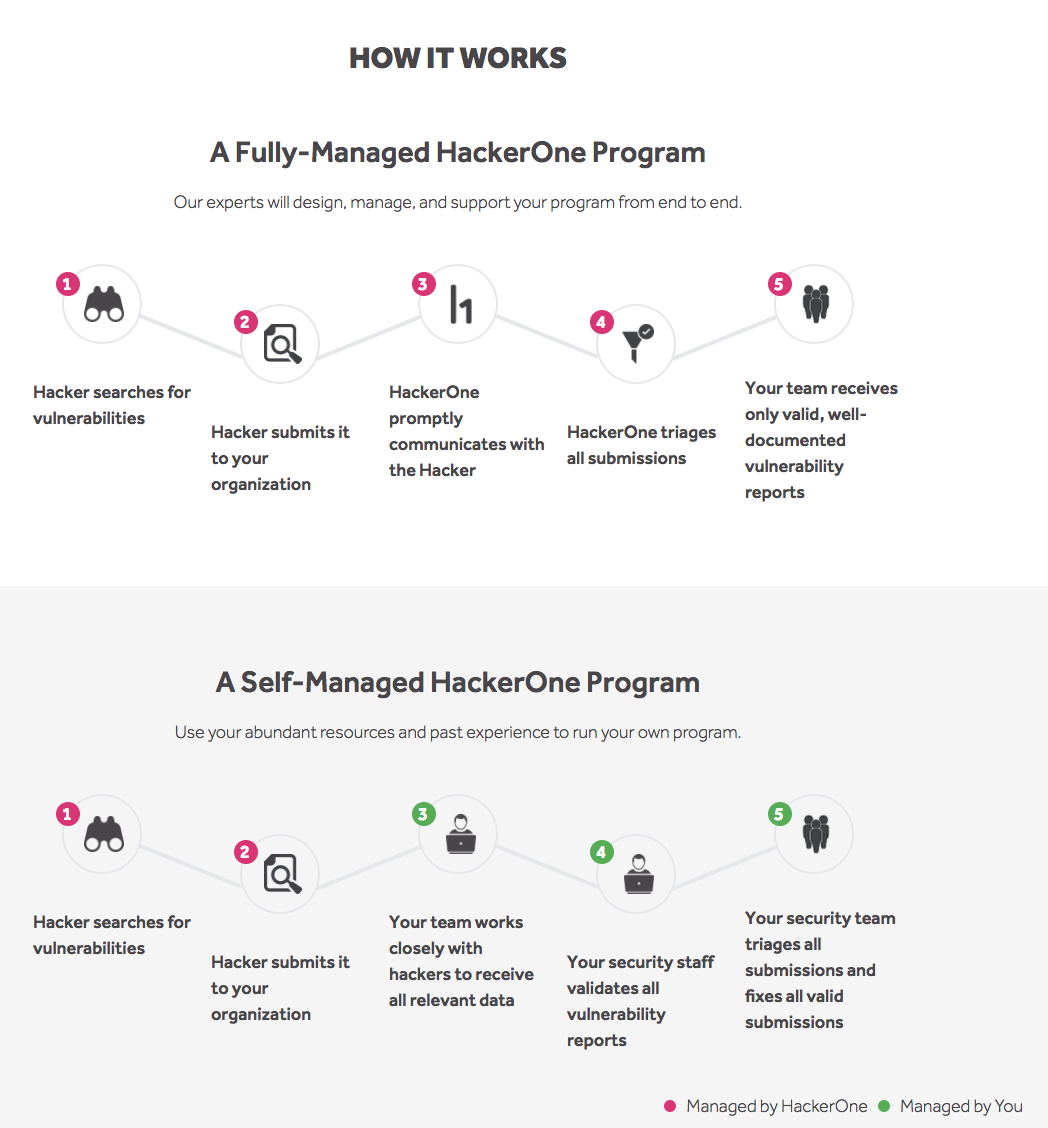 HOW IT WORKS
A Fully-Managed HackerOne Program
Our experts will design, manage, and support your program from end to end.
1
Hacker searches for
vulnerabilities
2
Hacker submits it
to your
organization
3
h1
HackerOne
promptly
communicates with
the Hacker
4
HackerOne triages
all submissions
5
Your team receives
only valid, well-
documented
vulnerability
reports
A Self-Managed HackerOne Program
Use your abundant resources and past experience to run your own program.
1
Hacker searches for
vulnerabilities
2
Hacker submits it
to your
organization
3
Your team works
closely with
hackers to receive
all relevant data
4
Your security staff
validates all
vulnerability
reports
5
Your security team
triages all
submissions and
fixes all valid
submissions
Managed by HackerOne Managed by You